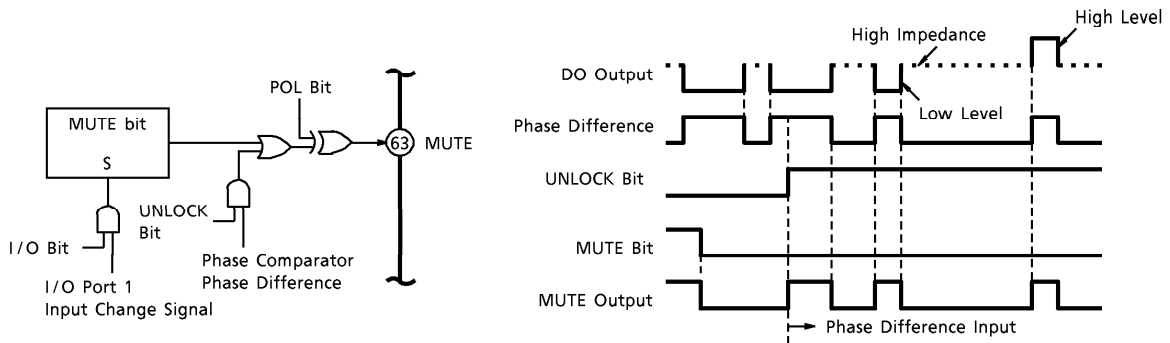 POL Bit
MUTE bit
S
63
MUTE
UNLOCK
Bit
I/O Bit
Phase Comparator
Phase Difference
I/O Port 1
Input Change Signal
High Level
High Impedance
DO Output
Low Level
Phase Difference
UNLOCK Bit
MUTE Bit
MUTE Output
Phase Difference Input